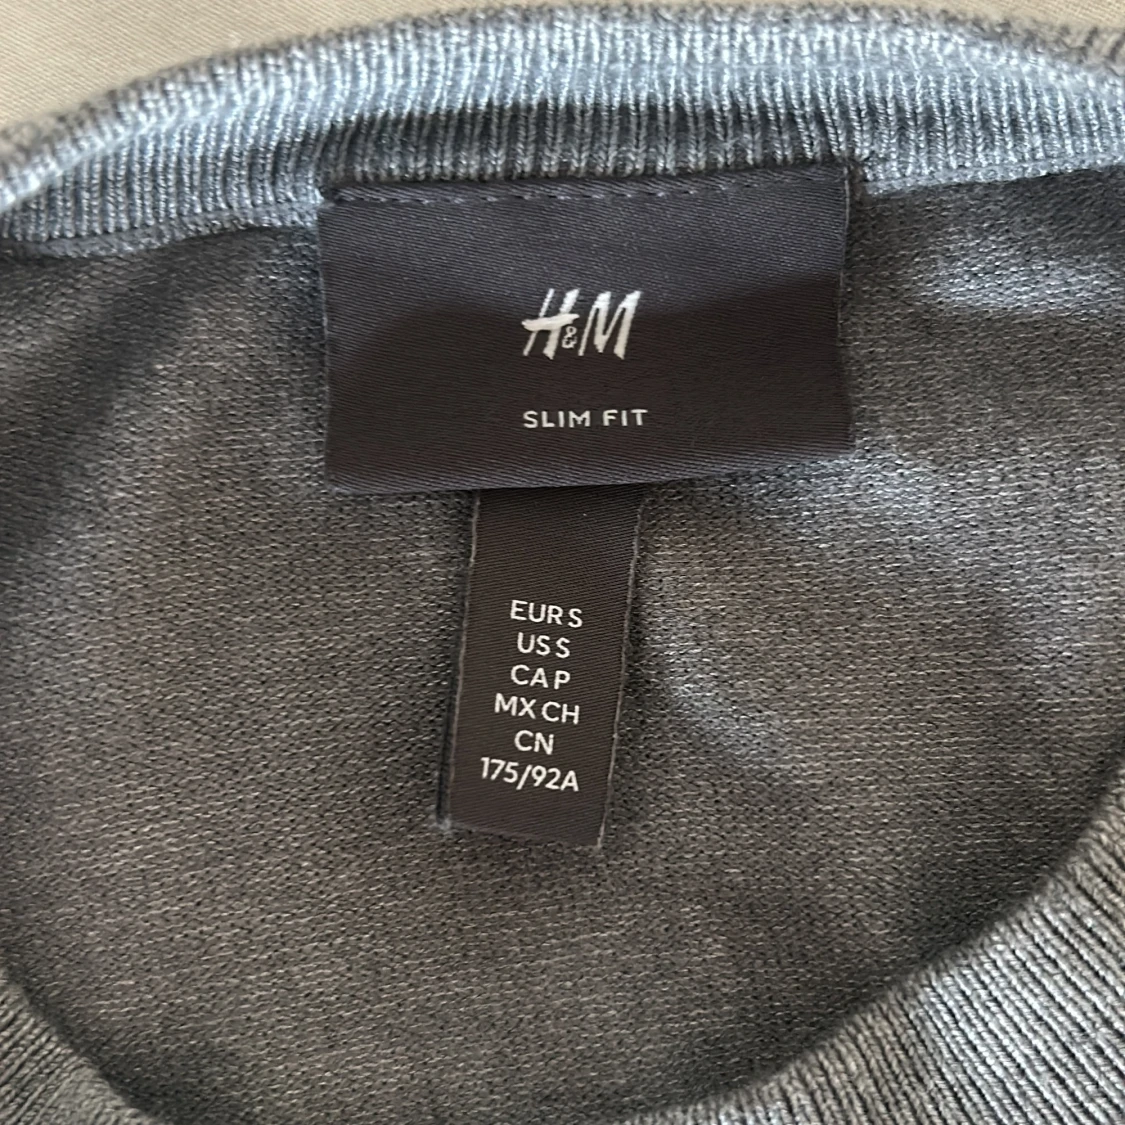 H&M
SLIM FIT
EUR S
US S
CA P
MX CH
CN
175/92A